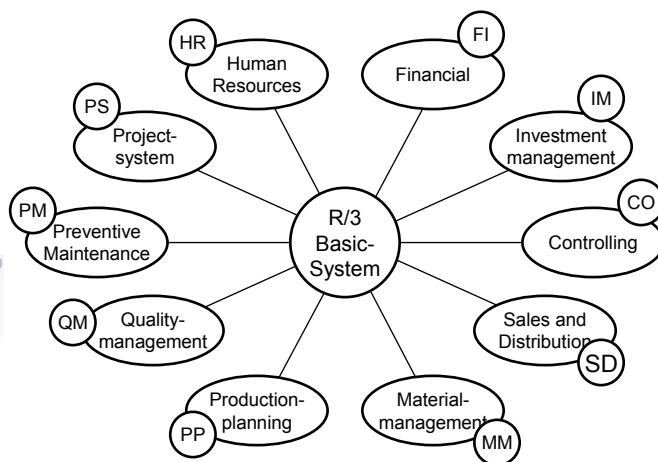 HR
Human
Resources
FI
Financial
PS
Project-
system
IM
Investment
management
PM
Preventive
Maintenance
R/3
Basic-
System
CO
Controlling
QM
Quality-
management
Sales and
Distribution
SD
Production-
planning
PP
Material-
management
MM